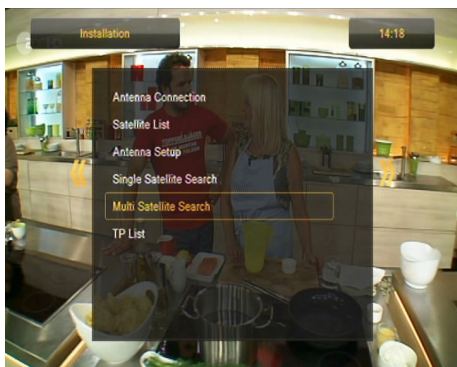 Installation
14:18
Antenna Connection
Satellite List
Antenna Setup
Single Satellite Search
Multi Satellite Search
TP List